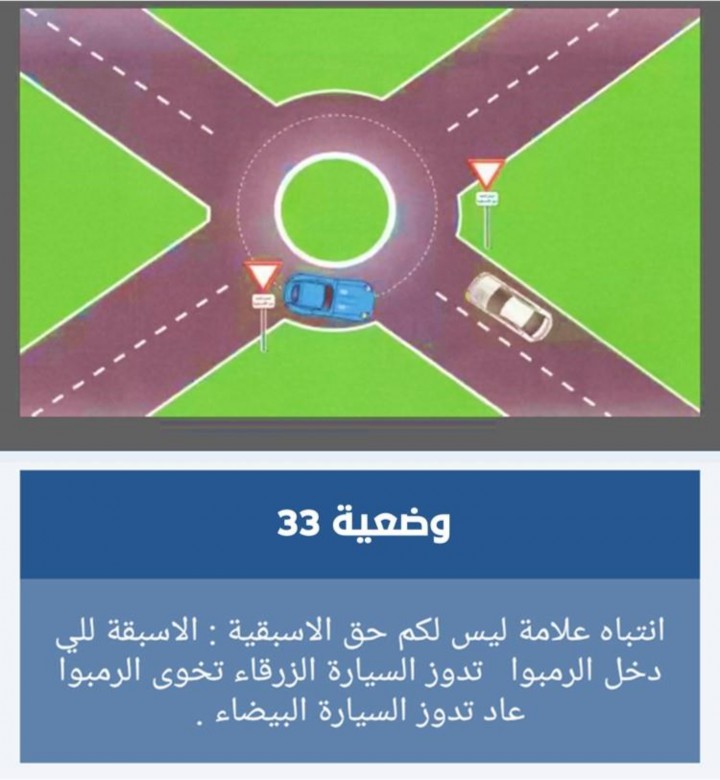 وضعية 33
انتباه علامة ليس لكم حق الاسبقية : الاسبقة للي
دخل الرمبوا تدوز السيارة الزرقاء تخوى الرمبوا
عاد تدوز السيارة البيضاء .